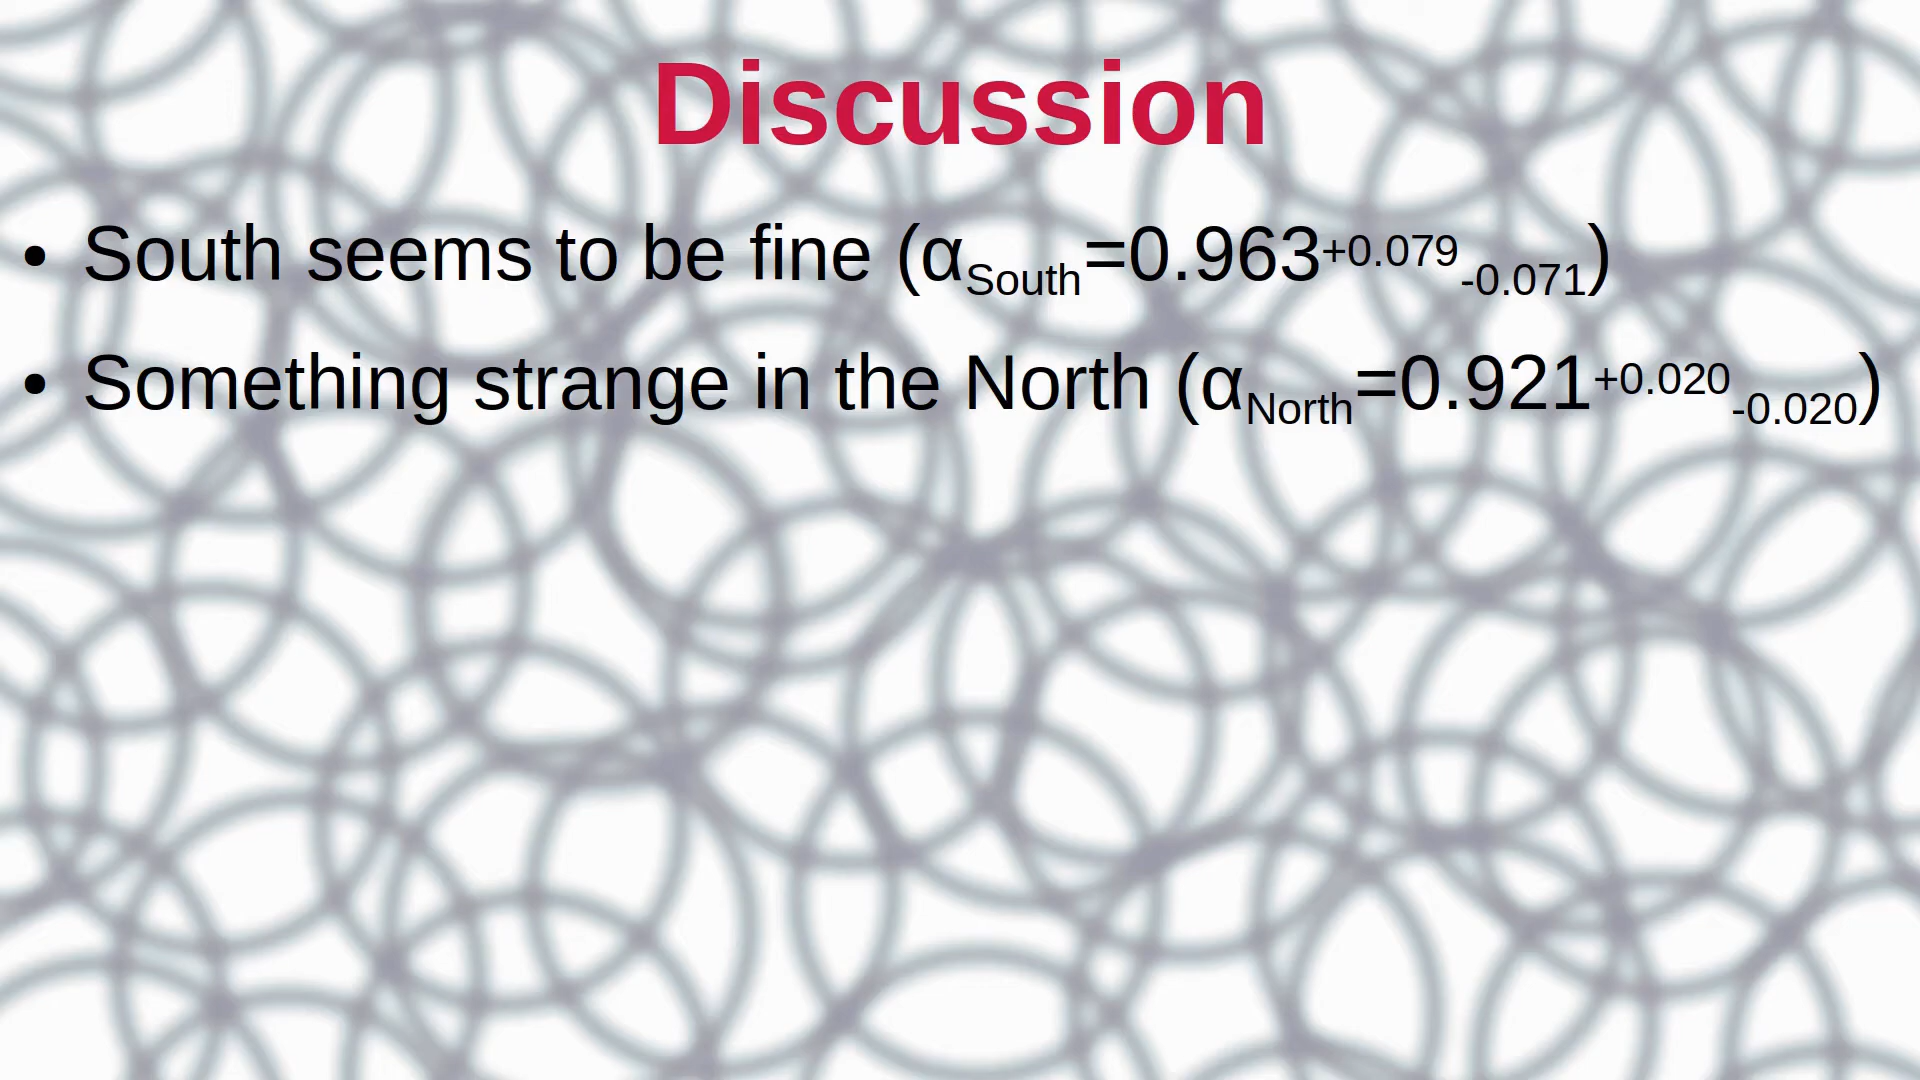 Discussion
• South seems to be fine (αSouth=0.963+0.079-0.071)
• Something strange in the North (αNorth=0.921+0.020-0.020)